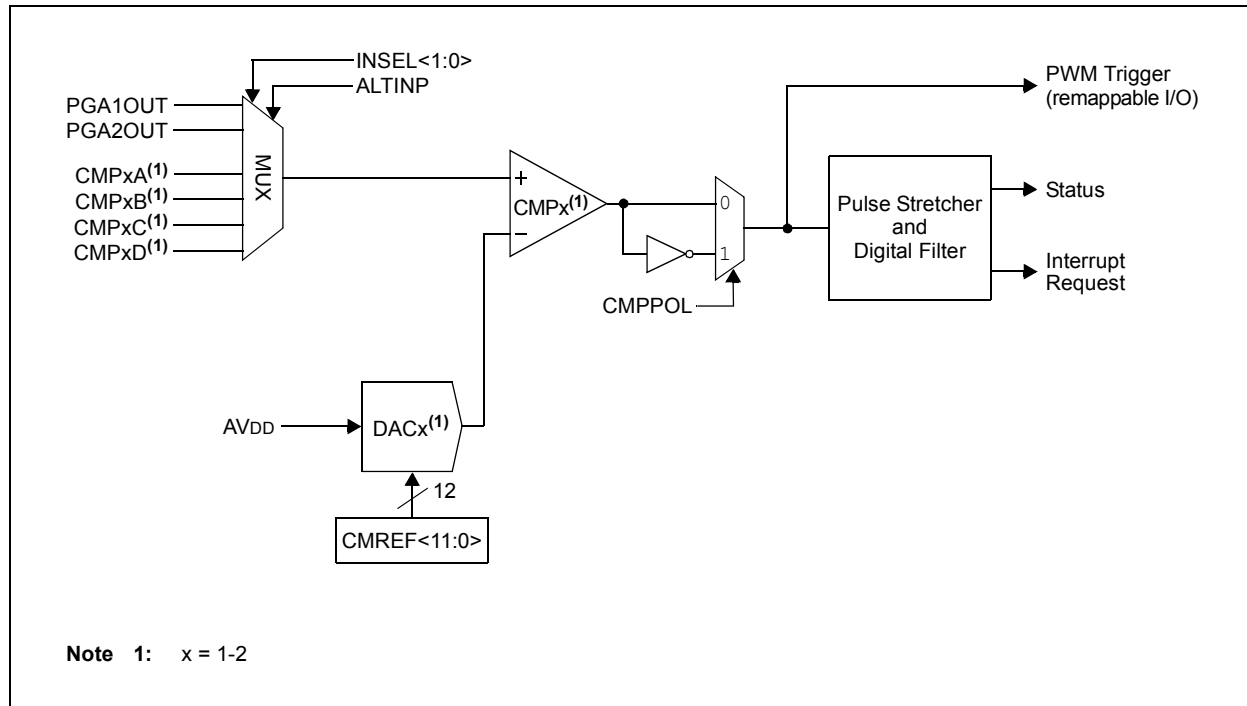 INSEL<1:0>
ALTINP
PGA1OUT
PGA2OUT
CMPxA(1)
CMPxB(1)
CMPxC(1)
CMPxD(1)
MUX
+
CMPx(1)
–
0
1
CMPPOL
PWM Trigger
(remappable I/O)
Pulse Stretcher
and
Digital Filter
Status
Interrupt
Request
AVDD
DACx(1)
12
CMREF<11:0>
Note 1: x = 1-2